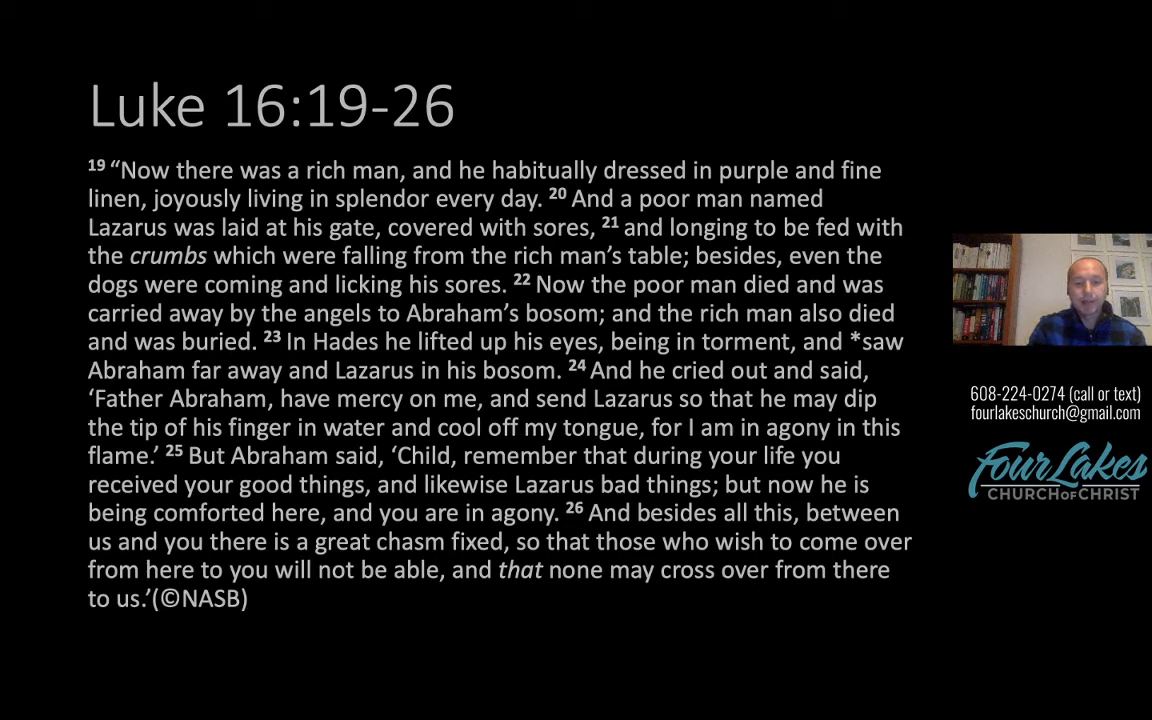 Luke 16:19-26
19 “Now there was a rich man, and he habitually dressed in purple and fine
linen, joyously living in splendor every day. 20 And a poor man named
Lazarus was laid at his gate, covered with sores, 21 and longing to be fed with
the crumbs which were falling from the rich man’s table; besides, even the
dogs were coming and licking his sores. 22 Now the poor man died and was
carried away by the angels to Abraham’s bosom; and the rich man also died
and was buried. 23 In Hades he lifted up his eyes, being in torment, and *saw
Abraham far away and Lazarus in his bosom. 24 And he cried out and said,
‘Father Abraham, have mercy on me, and send Lazarus so that he may dip
the tip of his finger in water and cool off my tongue, for I am in agony in this
flame.’ 25 But Abraham said, ‘Child, remember that during your life you
received your good things, and likewise Lazarus bad things; but now he is
being comforted here, and you are in agony. 26 And besides all this, between
us and you there is a great chasm fixed, so that those who wish to come over
from here to you will not be able, and that none may cross over from there
to us.’(©NASB)
608-224-0274 (call or text)
fourlakeschurch@gmail.com
Four Lakes
CHURCH OF CHRIST